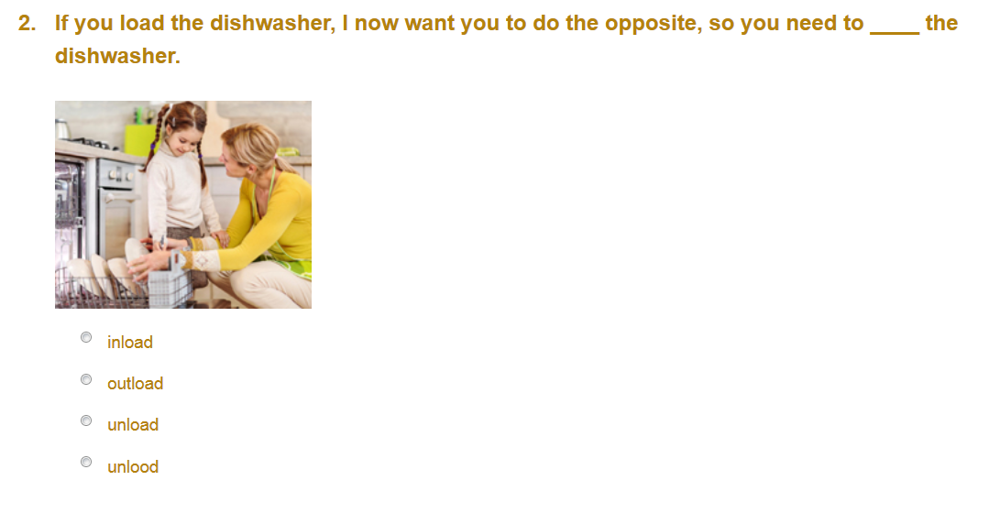 2. If you load the dishwasher, I now want you to do the opposite, so you need to ____ the
dishwasher.
inload
outload
unload
unlood